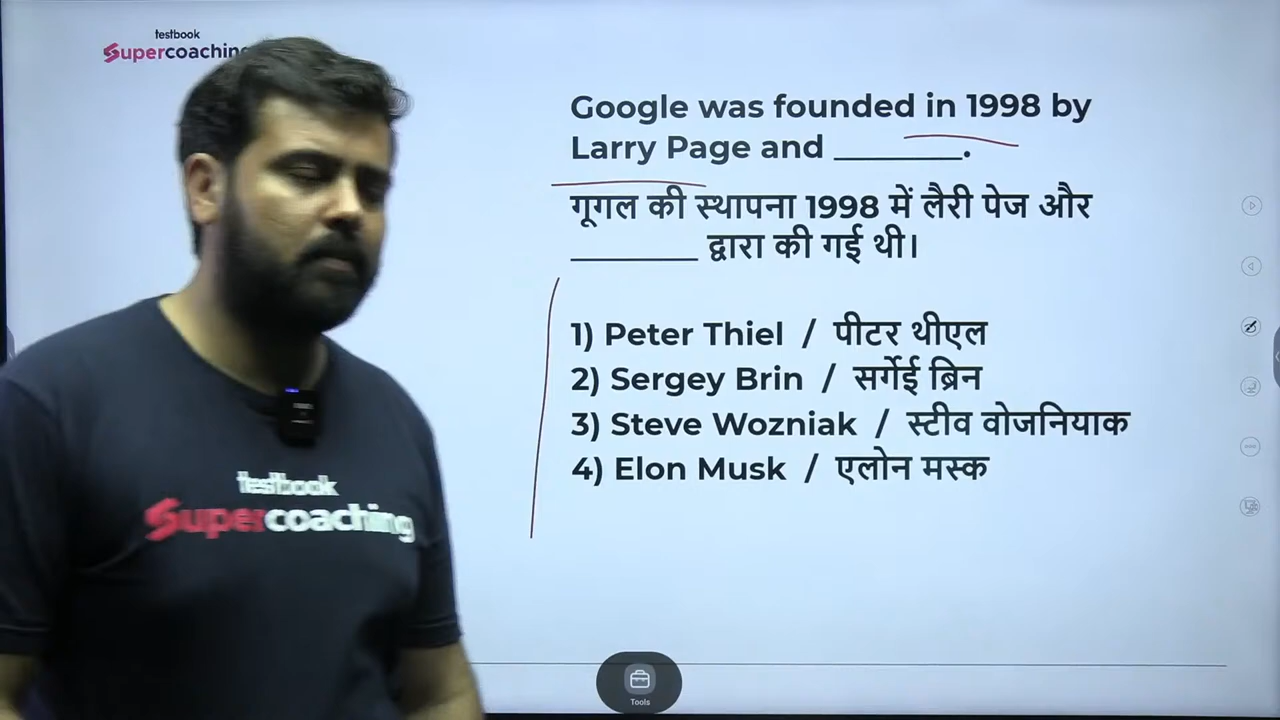 testbook
Supercoaching
Google was founded in 1998 by
Larry Page and ________.
गूगल की स्थापना 1998 में लैरी पेज और
________ द्वारा की गई थी।
1) Peter Thiel / पीटर थीएल
2) Sergey Brin / सर्गेई ब्रिन
3) Steve Wozniak / स्टीव वोजनियाक
4) Elon Musk / एलोन मस्क
testbook
Supercoaching
Tools